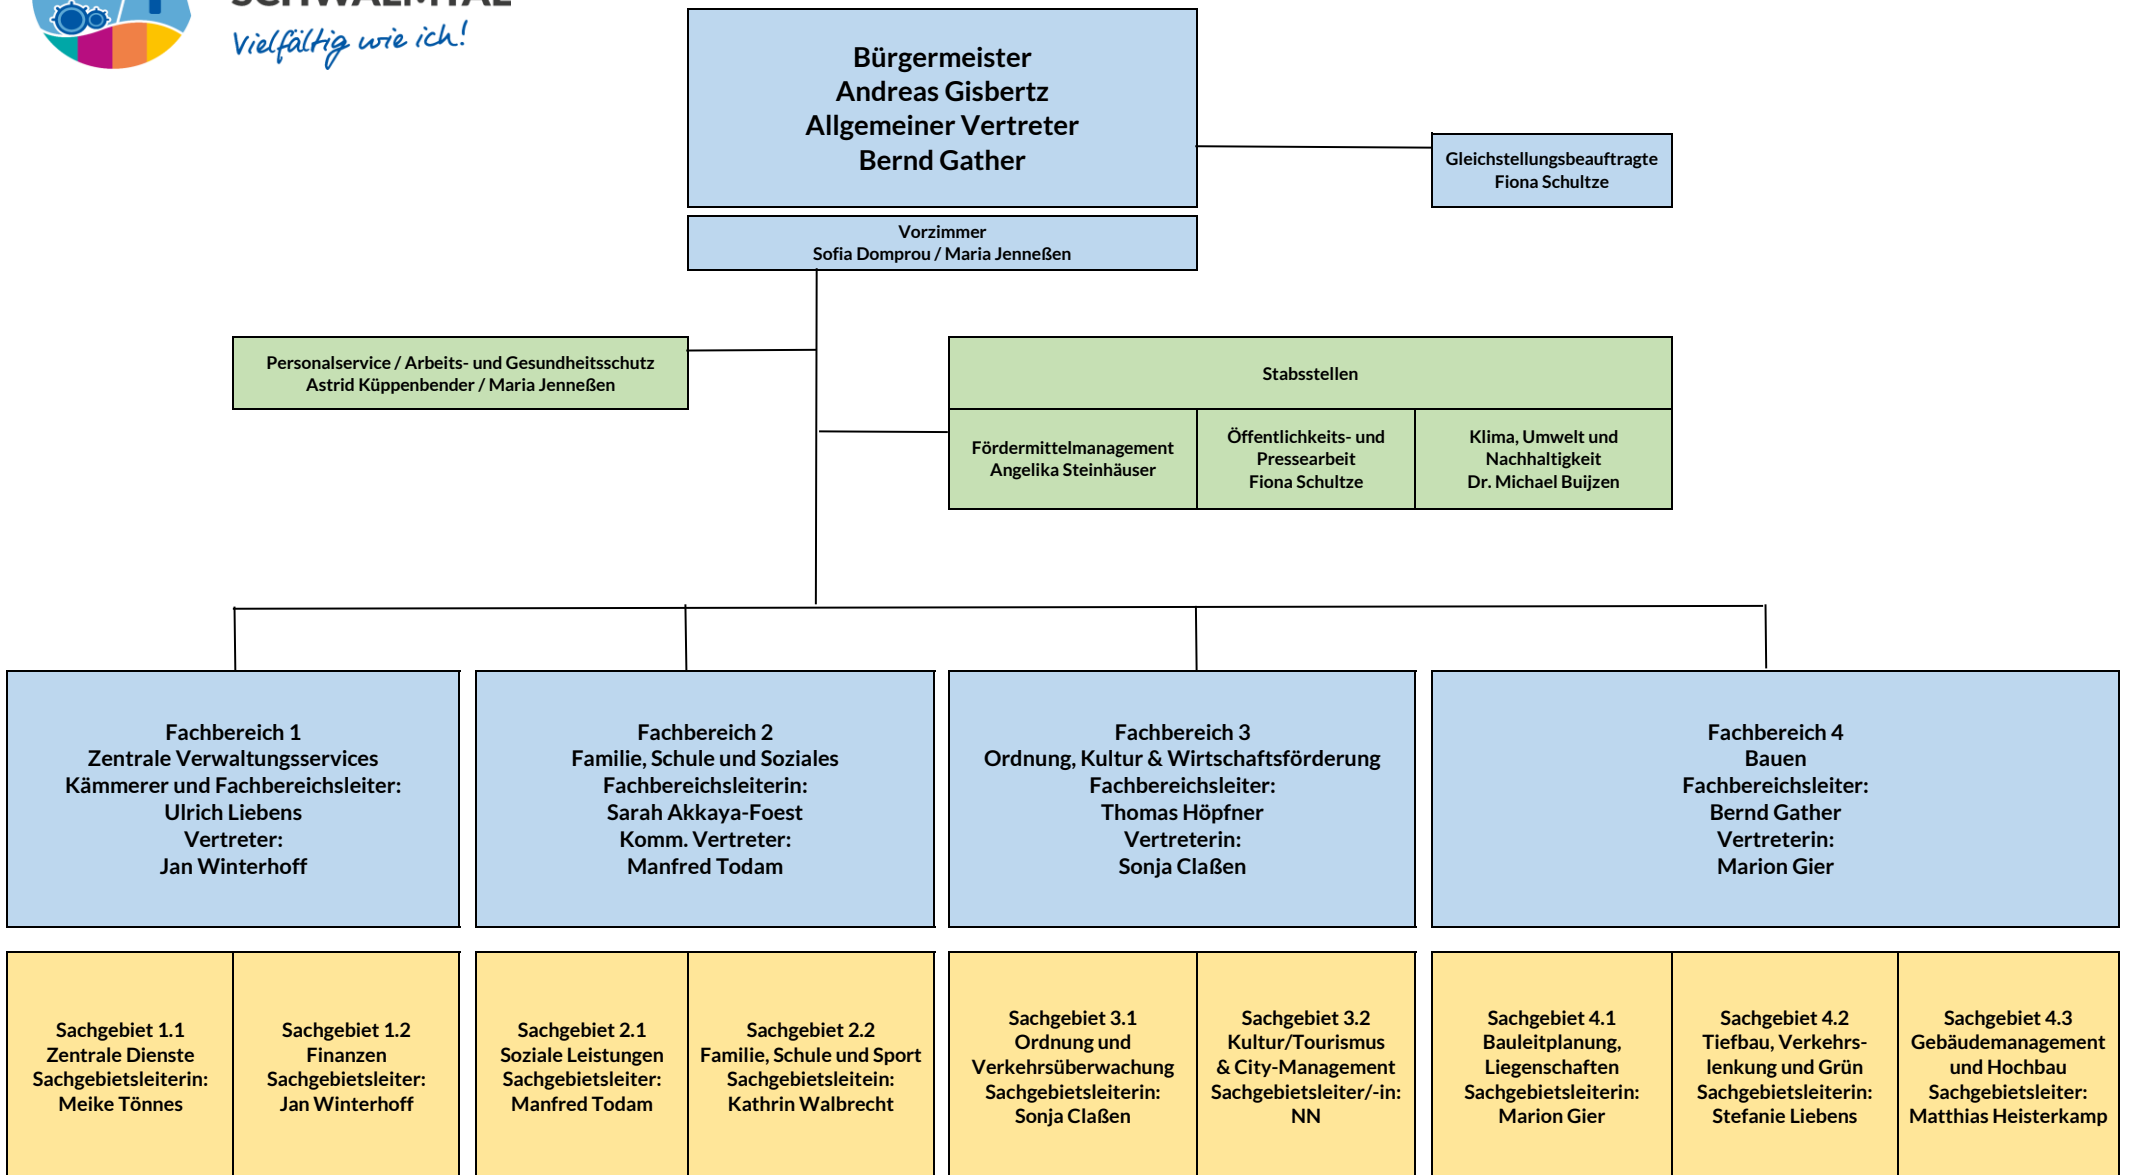 Vielfältig wie ich!
Bürgermeister
Andreas Gisbertz
Allgemeiner Vertreter
Bernd Gather
Gleichstellungsbeauftragte
Fiona Schultze
Vorzimmer
Sofia Domprou / Maria Jenneßen
Personalservice / Arbeits- und Gesundheitsschutz
Astrid Küppenbender / Maria Jenneßen
Stabsstellen
Fördermittelmanagement
Angelika Steinhäuser
Öffentlichkeits- und
Pressearbeit
Fiona Schultze
Klima, Umwelt und
Nachhaltigkeit
Dr. Michael Buijzen
Fachbereich 1
Zentrale Verwaltungsservices
Kämmerer und Fachbereichsleiter:
Ulrich Liebens
Vertreter:
Jan Winterhoff
Fachbereich 2
Familie, Schule und Soziales
Fachbereichsleiterin:
Sarah Akkaya-Foest
Komm. Vertreter:
Manfred Todam
Fachbereich 3
Ordnung, Kultur & Wirtschaftsförderung
Fachbereichsleiter:
Thomas Höpfner
Vertreterin:
Sonja Claßen
Fachbereich 4
Bauen
Fachbereichsleiter:
Bernd Gather
Vertreterin:
Marion Gier
Sachgebiet 1.1
Zentrale Dienste
Sachgebietsleiterin:
Meike Tönnes
Sachgebiet 1.2
Finanzen
Sachgebietsleiter:
Jan Winterhoff
Sachgebiet 2.1
Soziale Leistungen
Sachgebietsleiter:
Manfred Todam
Sachgebiet 2.2
Familie, Schule und Sport
Sachgebietsleitein:
Kathrin Walbrecht
Sachgebiet 3.1
Ordnung und
Verkehrsüberwachung
Sachgebietsleiterin:
Sonja Claßen
Sachgebiet 3.2
Kultur/Tourismus
& City-Management
Sachgebietsleiter/-in:
NN
Sachgebiet 4.1
Bauleitplanung,
Liegenschaften
Sachgebietsleiterin:
Marion Gier
Sachgebiet 4.2
Tiefbau, Verkehrs-
lenkung und Grün
Sachgebietsleiterin:
Stefanie Liebens
Sachgebiet 4.3
Gebäudemanagement
und Hochbau
Sachgebietsleiter:
Matthias Heisterkamp